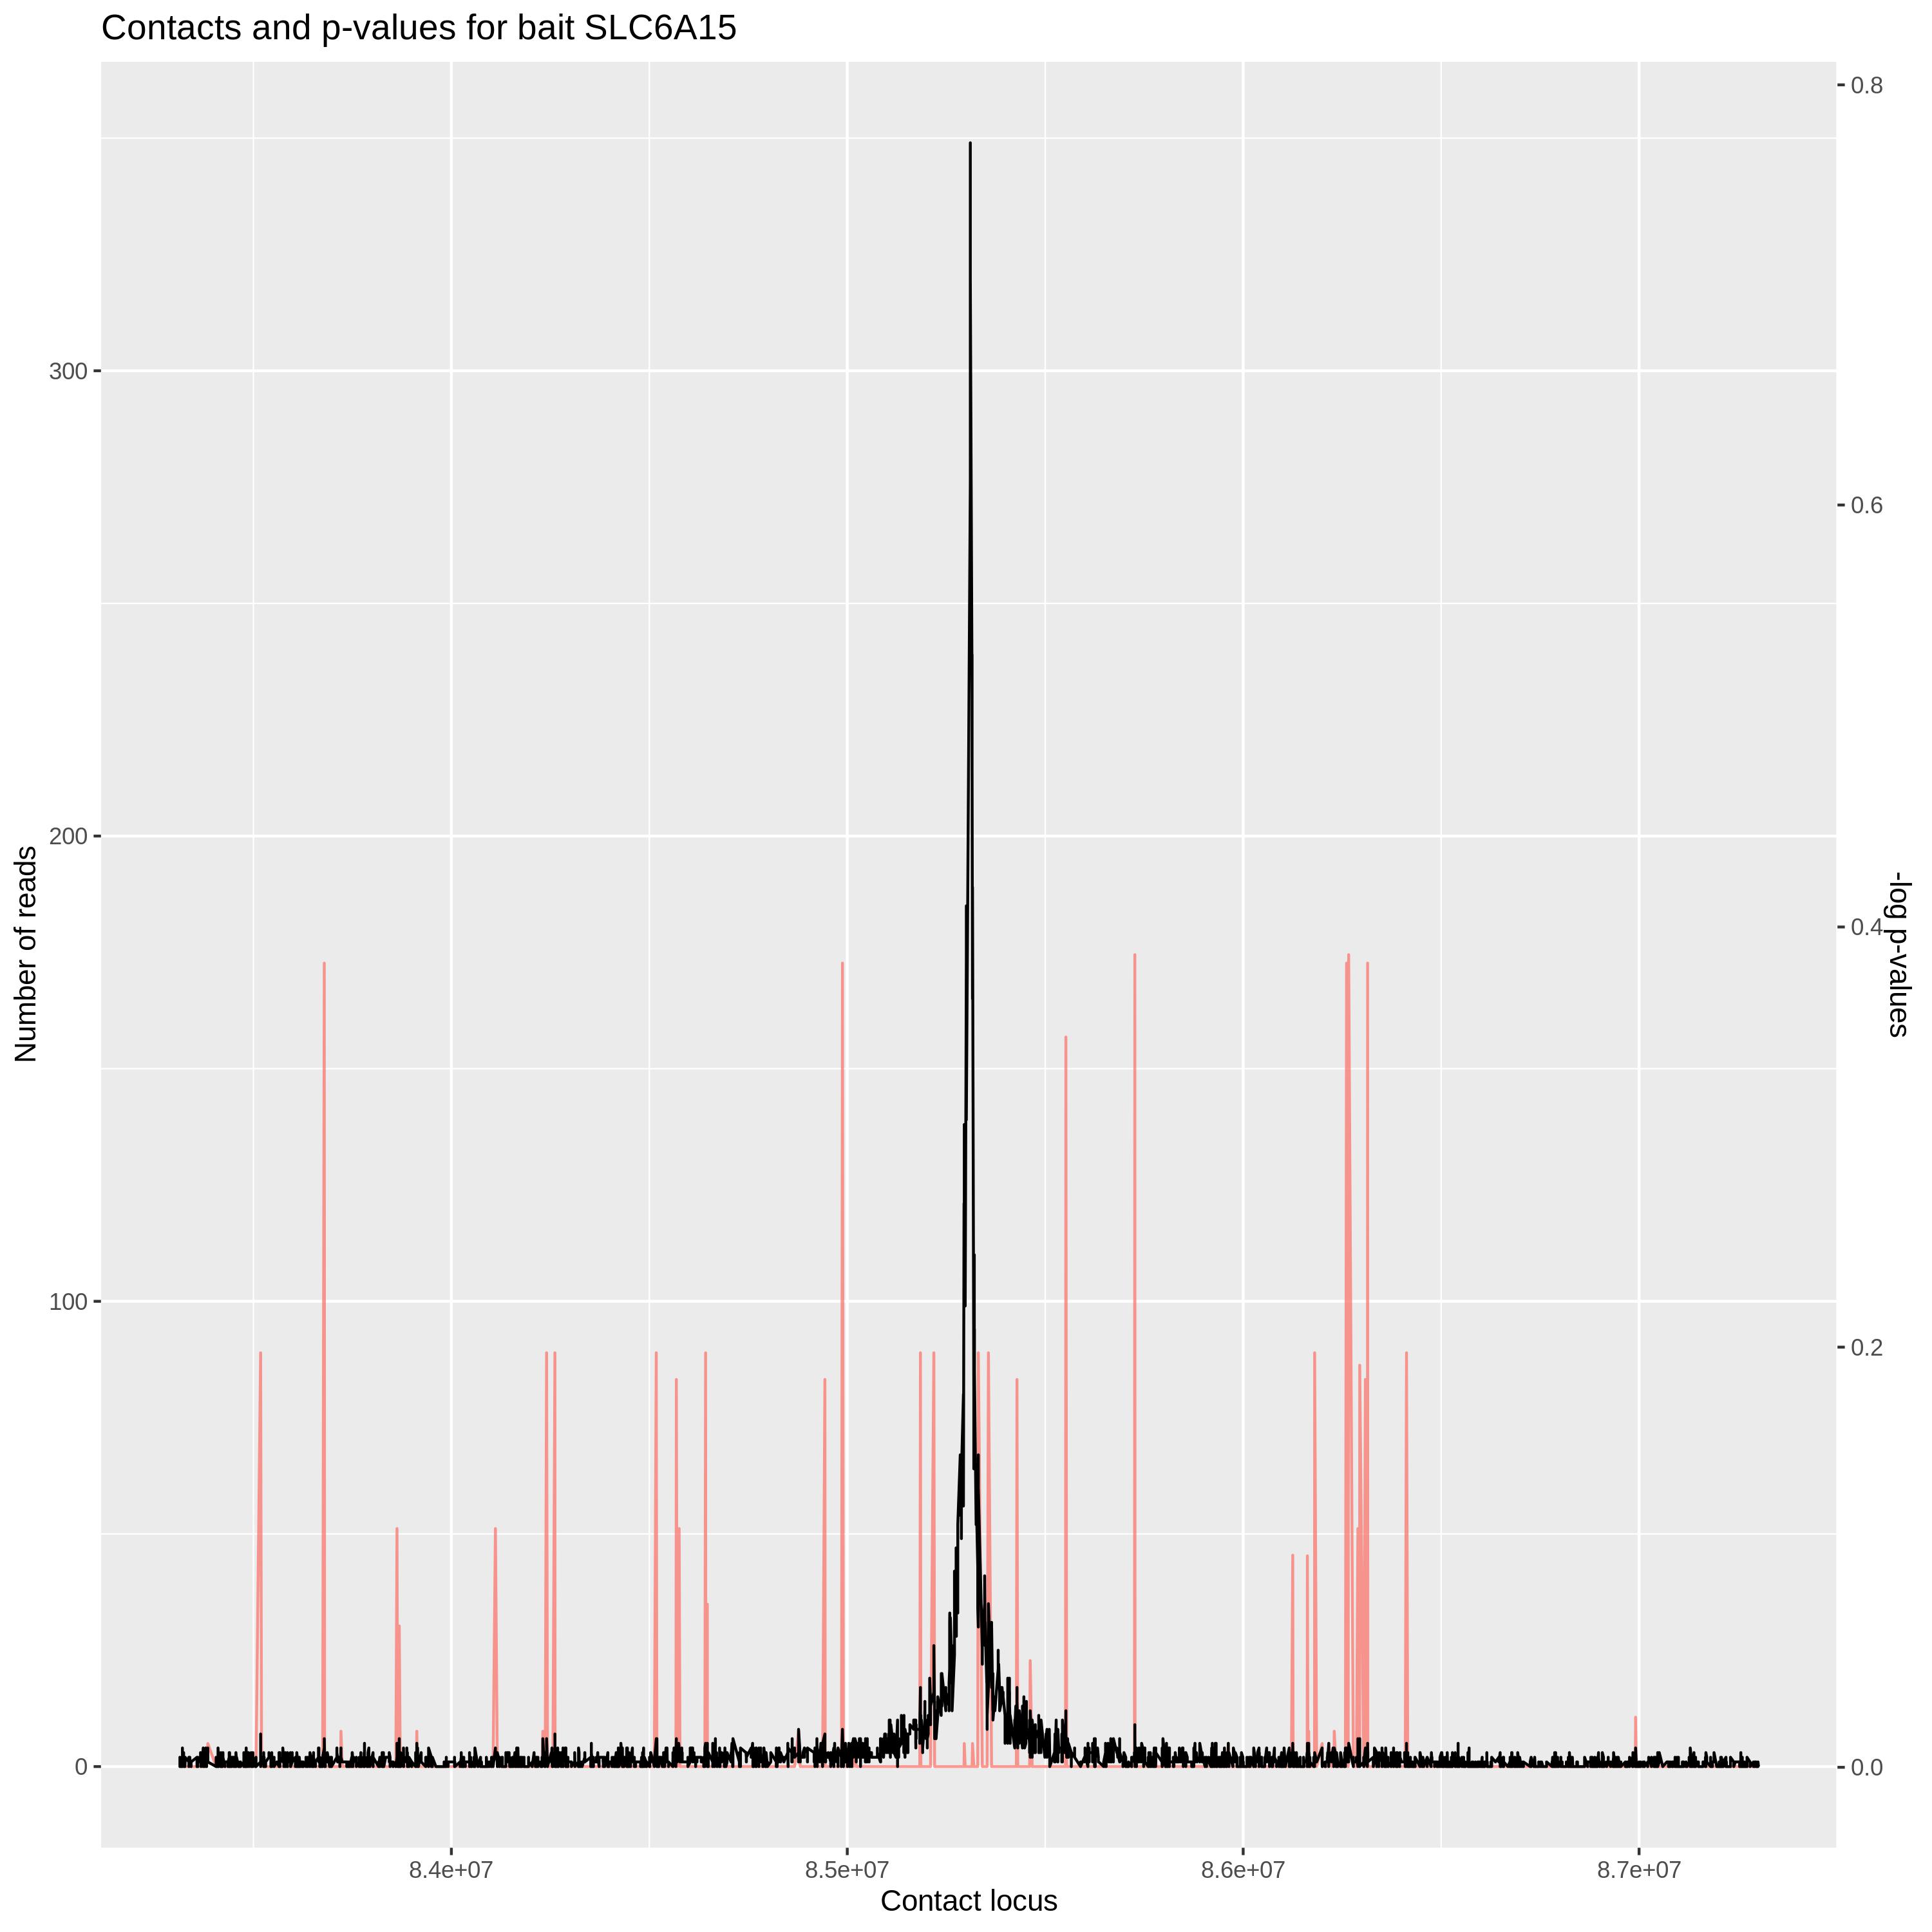 Contacts and p-values for bait SLC6A15
Number of reads
300
200
100
0
0.8
0.6
0.4
0.2
0.0
-log p-values
8.4e+07
8.5e+07
8.6e+07
8.7e+07
Contact locus